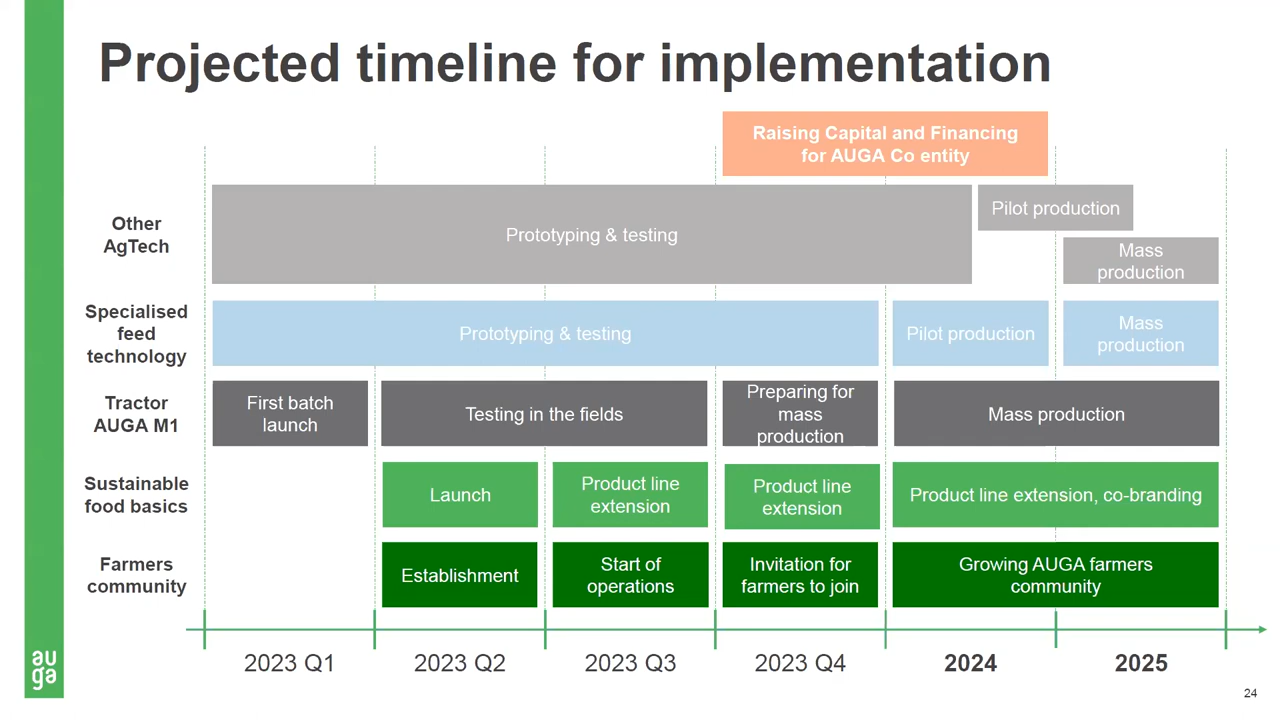 Projected timeline for implementation
Raising Capital and Financing
for AUGA Co entity
Other
AgTech
Prototyping & testing
Pilot production
Mass
production
Specialised
feed
technology
Prototyping & testing
Pilot production
Mass
production
Tractor
AUGA M1
First batch
launch
Testing in the fields
Preparing for
mass
production
Mass production
Sustainable
food basics
Launch
Product line
extension
Product line
extension
Product line extension, co-branding
Farmers
community
Establishment
Start of
operations
Invitation for
farmers to join
Growing AUGA farmers
community
2023 Q1
2023 Q2
2023 Q3
2023 Q4
2024
2025
au
ga
24